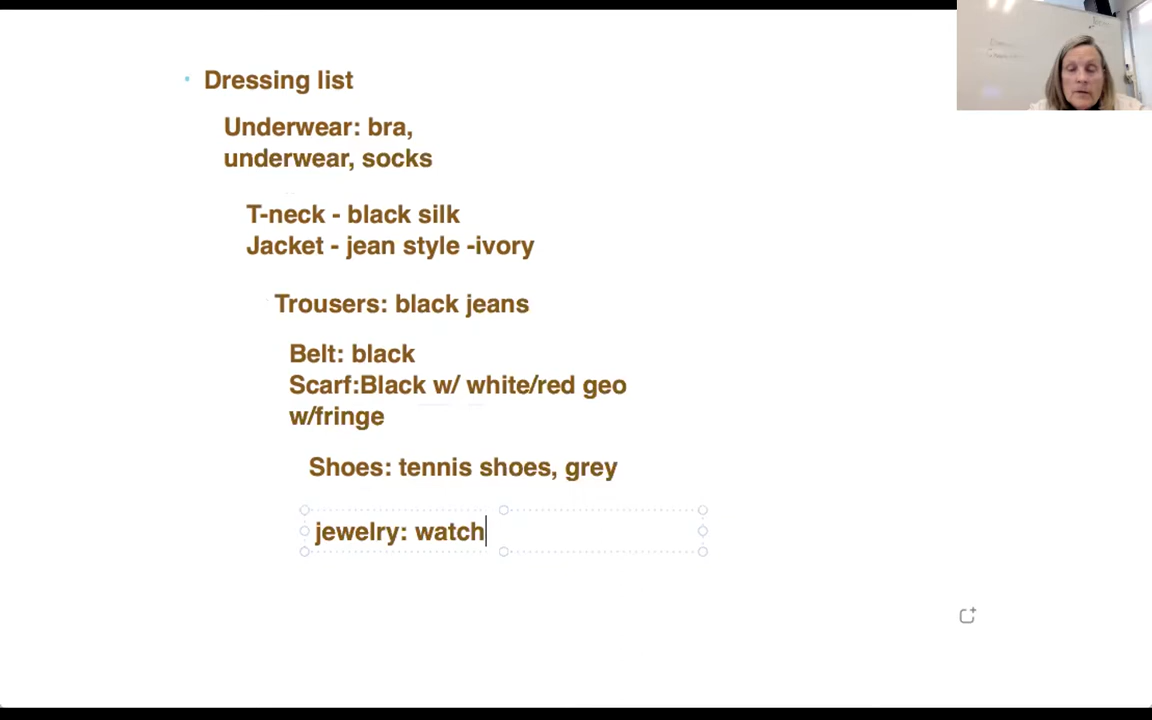 Dressing list
Underwear: bra,
underwear, socks
T-neck - black silk
Jacket - jean style -ivory
Trousers: black jeans
Belt: black
Scarf:Black w/ white/red geo
w/fringe
Shoes: tennis shoes, grey
jewelry: watch